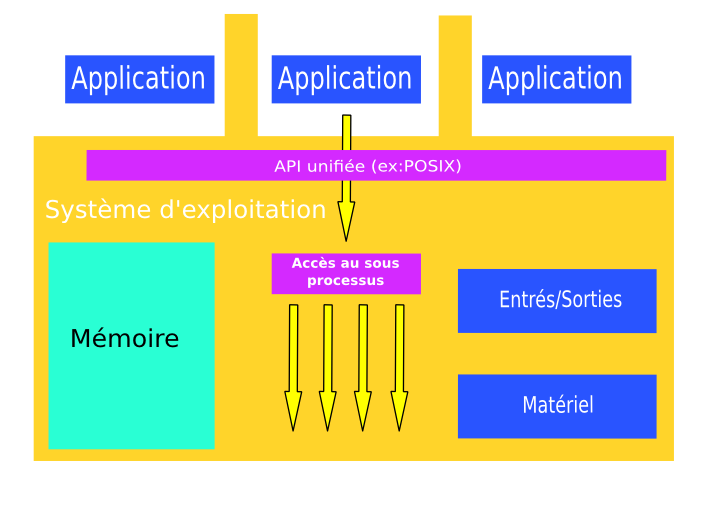 Application
Application
Application
API unifiée (ex:POSIX)
Système d'exploitation
Accès au sous
processus
Mémoire
Entrés/Sorties
Matériel